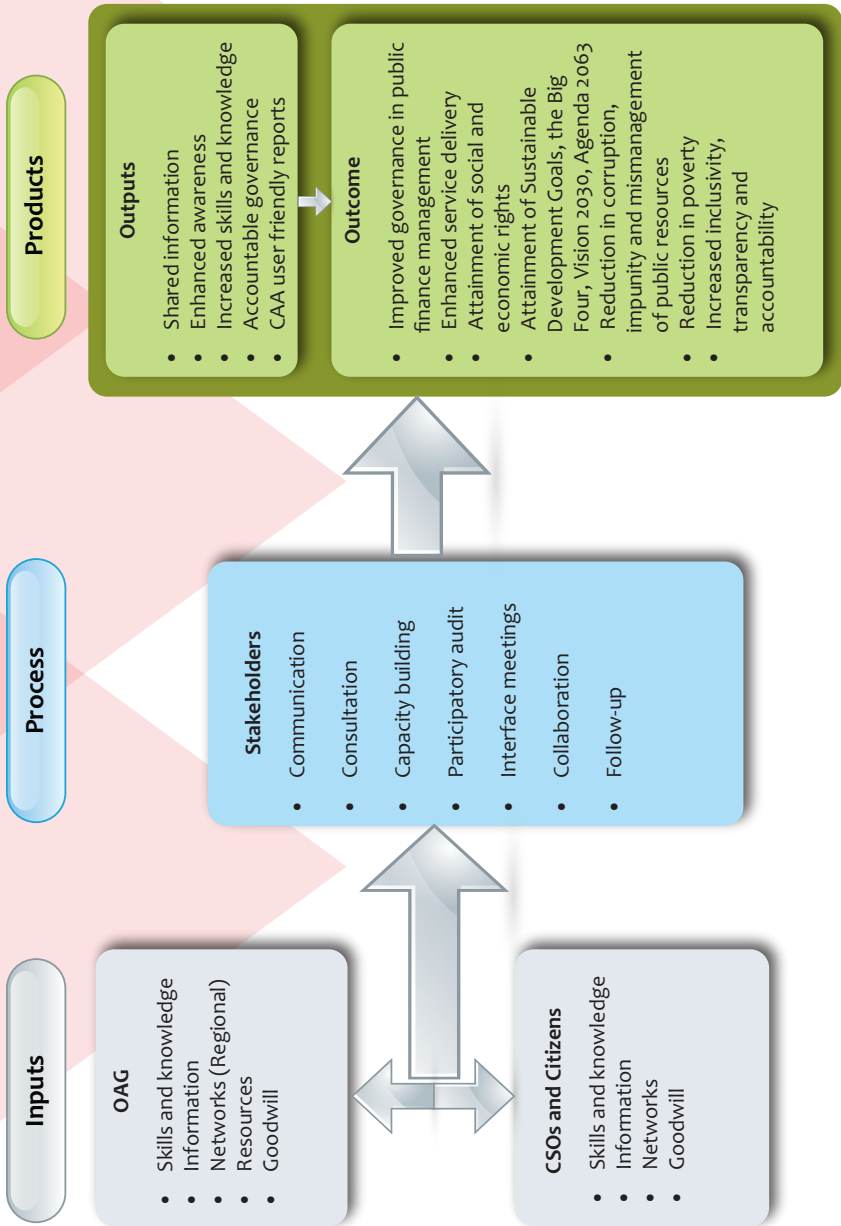 Inputs
OAG
• Skills and knowledge
• Information
• Networks (Regional)
• Resources
• Goodwill
CSOs and Citizens
• Skills and knowledge
• Information
• Networks
• Goodwill
Process
Stakeholders
• Communication
• Consultation
• Capacity building
• Participatory audit
• Interface meetings
• Collaboration
• Follow-up
Products
Outputs
• Shared information
• Enhanced awareness
• Increased skills and knowledge
• Accountable governance
• CAA user friendly reports
Outcome
• Improved governance in public
finance management
• Enhanced service delivery
• Attainment of social and
economic rights
• Attainment of Sustainable
Development Goals, the Big
Four, Vision 2030, Agenda 2063
• Reduction in corruption,
impunity and mismanagement
of public resources
• Reduction in poverty
• Increased inclusivity,
transparency and
accountability